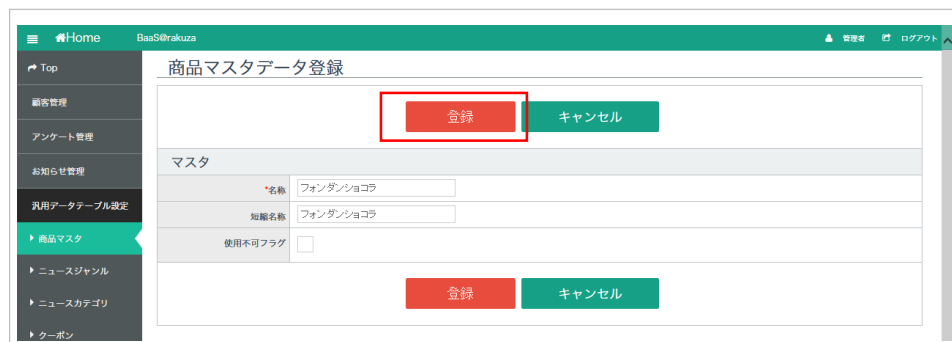 Home BaaS@rakuza 管理者 ログアウト
Top
顧客管理
アンケート管理
お知らせ管理
汎用データテーブル設定
商品マスタ
ニュースジャンル
ニュースカテゴリ
クーポン
商品マスタデータ登録
登録 キャンセル
マスタ
*名称 フォンダンショコラ
短縮名称 フォンダンショコラ
使用不可フラグ
登録 キャンセル